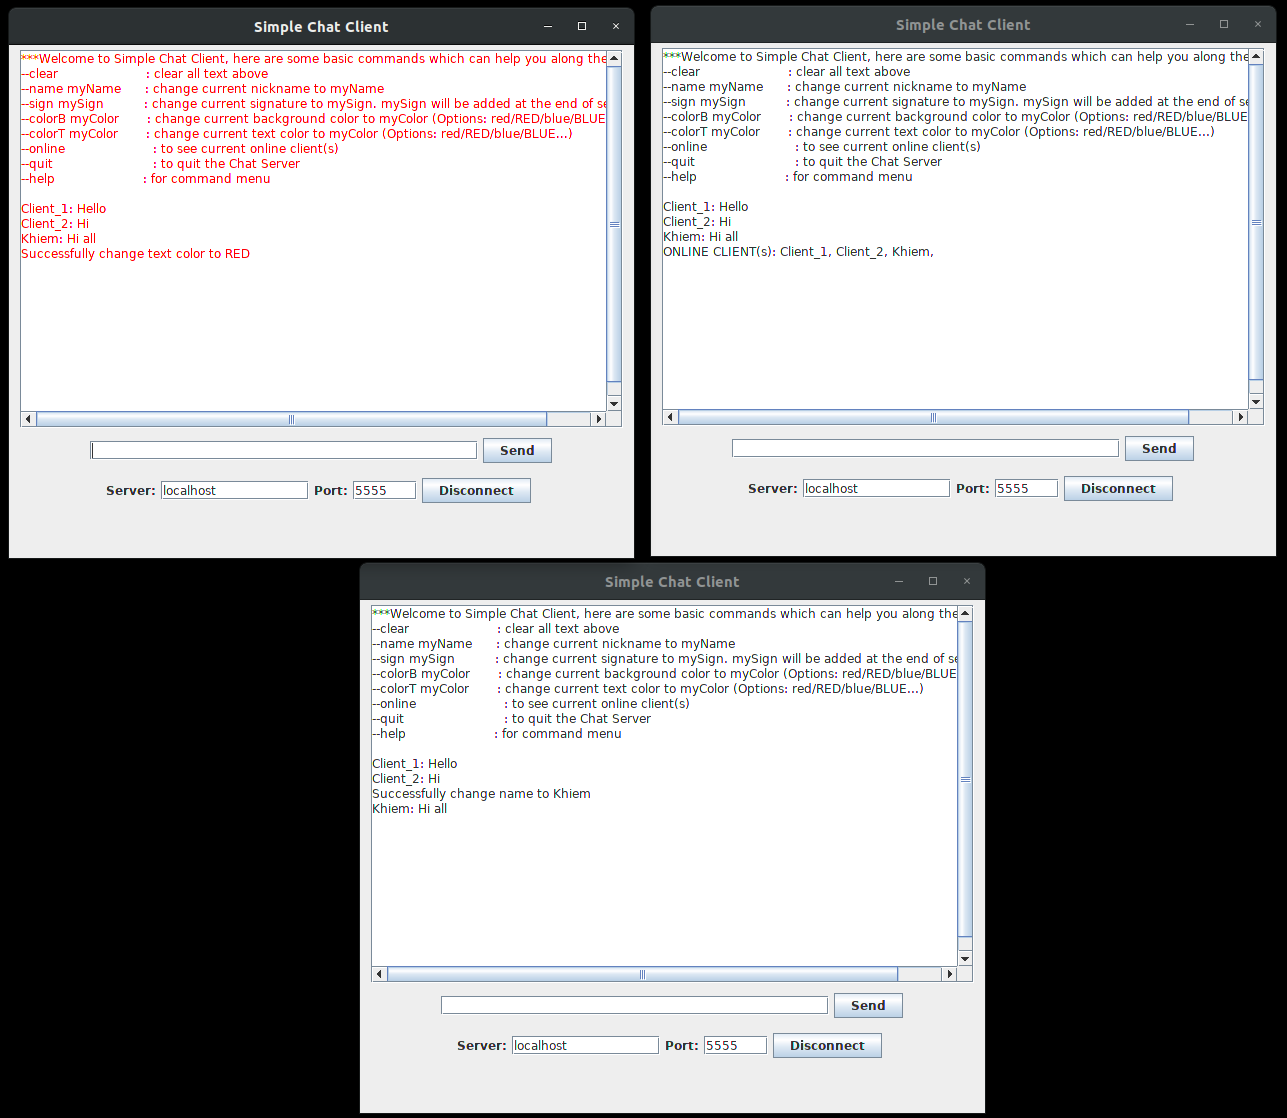 Simple Chat Client
***Welcome to Simple Chat Client, here are some basic commands which can help you along the
--clear : clear all text above
--name myName : change current nickname to myName
--sign mySign : change current signature to mySign. mySign will be added at the end of se
--colorB myColor : change current background color to myColor (Options: red/RED/blue/BLUE
--colorT myColor : change current text color to myColor (Options: red/RED/blue/BLUE...)
--online : to see current online client(s)
--quit : to quit the Chat Server
--help : for command menu
Client_1: Hello
Client_2: Hi
Khiem: Hi all
Successfully change text color to RED
Send
Server: localhost Port: 5555 Disconnect
Simple Chat Client
***Welcome to Simple Chat Client, here are some basic commands which can help you along the
--clear : clear all text above
--name myName : change current nickname to myName
--sign mySign : change current signature to mySign. mySign will be added at the end of se
--colorB myColor : change current background color to myColor (Options: red/RED/blue/BLUE
--colorT myColor : change current text color to myColor (Options: red/RED/blue/BLUE...)
--online : to see current online client(s)
--quit : to quit the Chat Server
--help : for command menu
Client_1: Hello
Client_2: Hi
Khiem: Hi all
ONLINE CLIENT(s): Client_1, Client_2, Khiem,
Send
Server: localhost Port: 5555 Disconnect
Simple Chat Client
***Welcome to Simple Chat Client, here are some basic commands which can help you along the
--clear : clear all text above
--name myName : change current nickname to myName
--sign mySign : change current signature to mySign. mySign will be added at the end of se
--colorB myColor : change current background color to myColor (Options: red/RED/blue/BLUE
--colorT myColor : change current text color to myColor (Options: red/RED/blue/BLUE...)
--online : to see current online client(s)
--quit : to quit the Chat Server
--help : for command menu
Client_1: Hello
Client_2: Hi
Successfully change name to Khiem
Khiem: Hi all
Send
Server: localhost Port: 5555 Disconnect